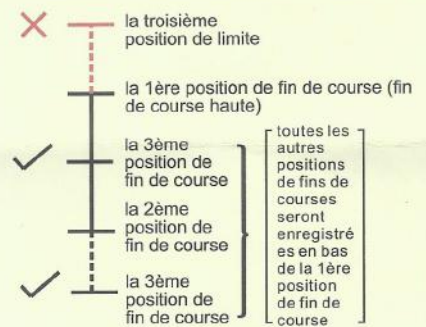 la troisième
position de limite
la 1ère position de fin de course (fin
de course haute)
la 3ème
position de
fin de course
la 2ème
position de
fin de course
la 3ème
position de
fin de course
toutes les
autres
positions
de fins de
courses
seront
enregistré
es en bas
de la 1ère
position
de fin de
course